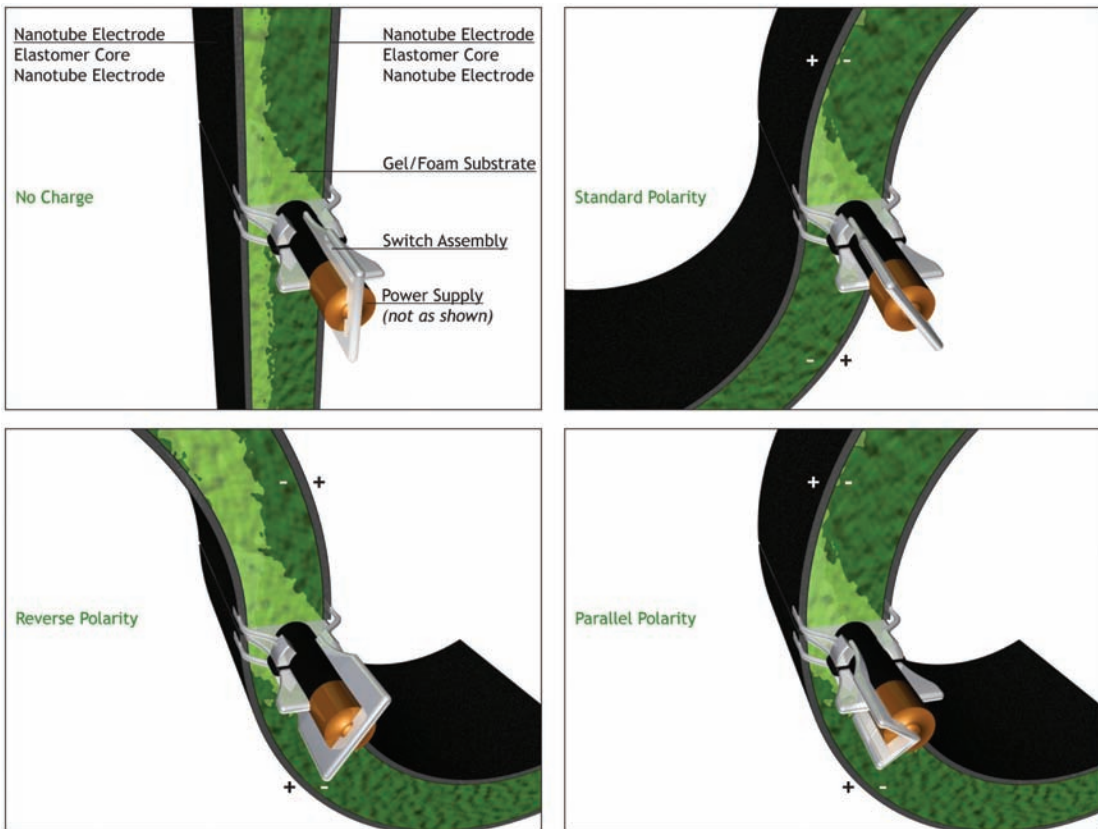 Nanotube Electrode
Elastomer Core
Nanotube Electrode
Nanotube Electrode
Elastomer Core
Nanotube Electrode
Gel/Foam Substrate
No Charge
Switch Assembly
Power Supply
(not as shown)
+ -
Standard Polarity
- +
- +
Reverse Polarity
+ -
+ -
Parallel Polarity
+ -